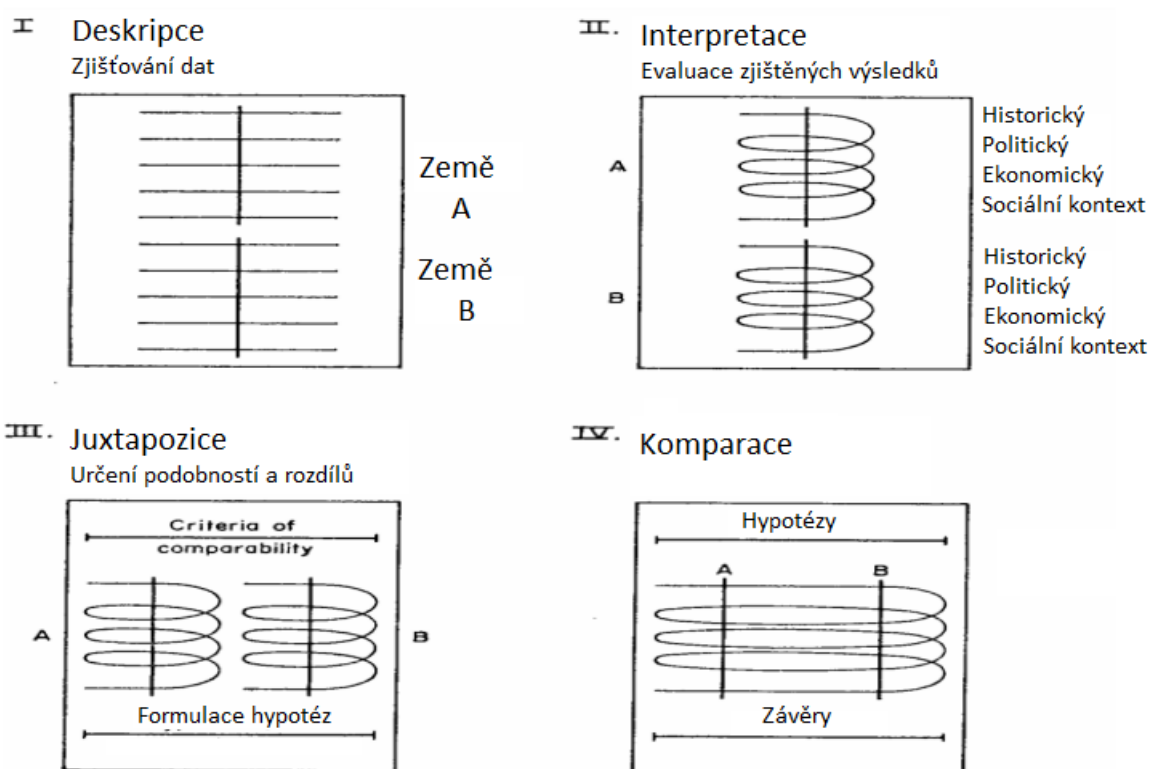 I Deskripce
Zjišťování dat
Země
A
Země
B
II. Interpretace
Evaluace zjištěných výsledků
A
Historický
Politický
Ekonomický
Sociální kontext
B
Historický
Politický
Ekonomický
Sociální kontext
III. Juxtapozice
Určení podobností a rozdílů
Criteria of
comparability
A
B
Formulace hypotéz
IV. Komparace
Hypotézy
A B
Závěry